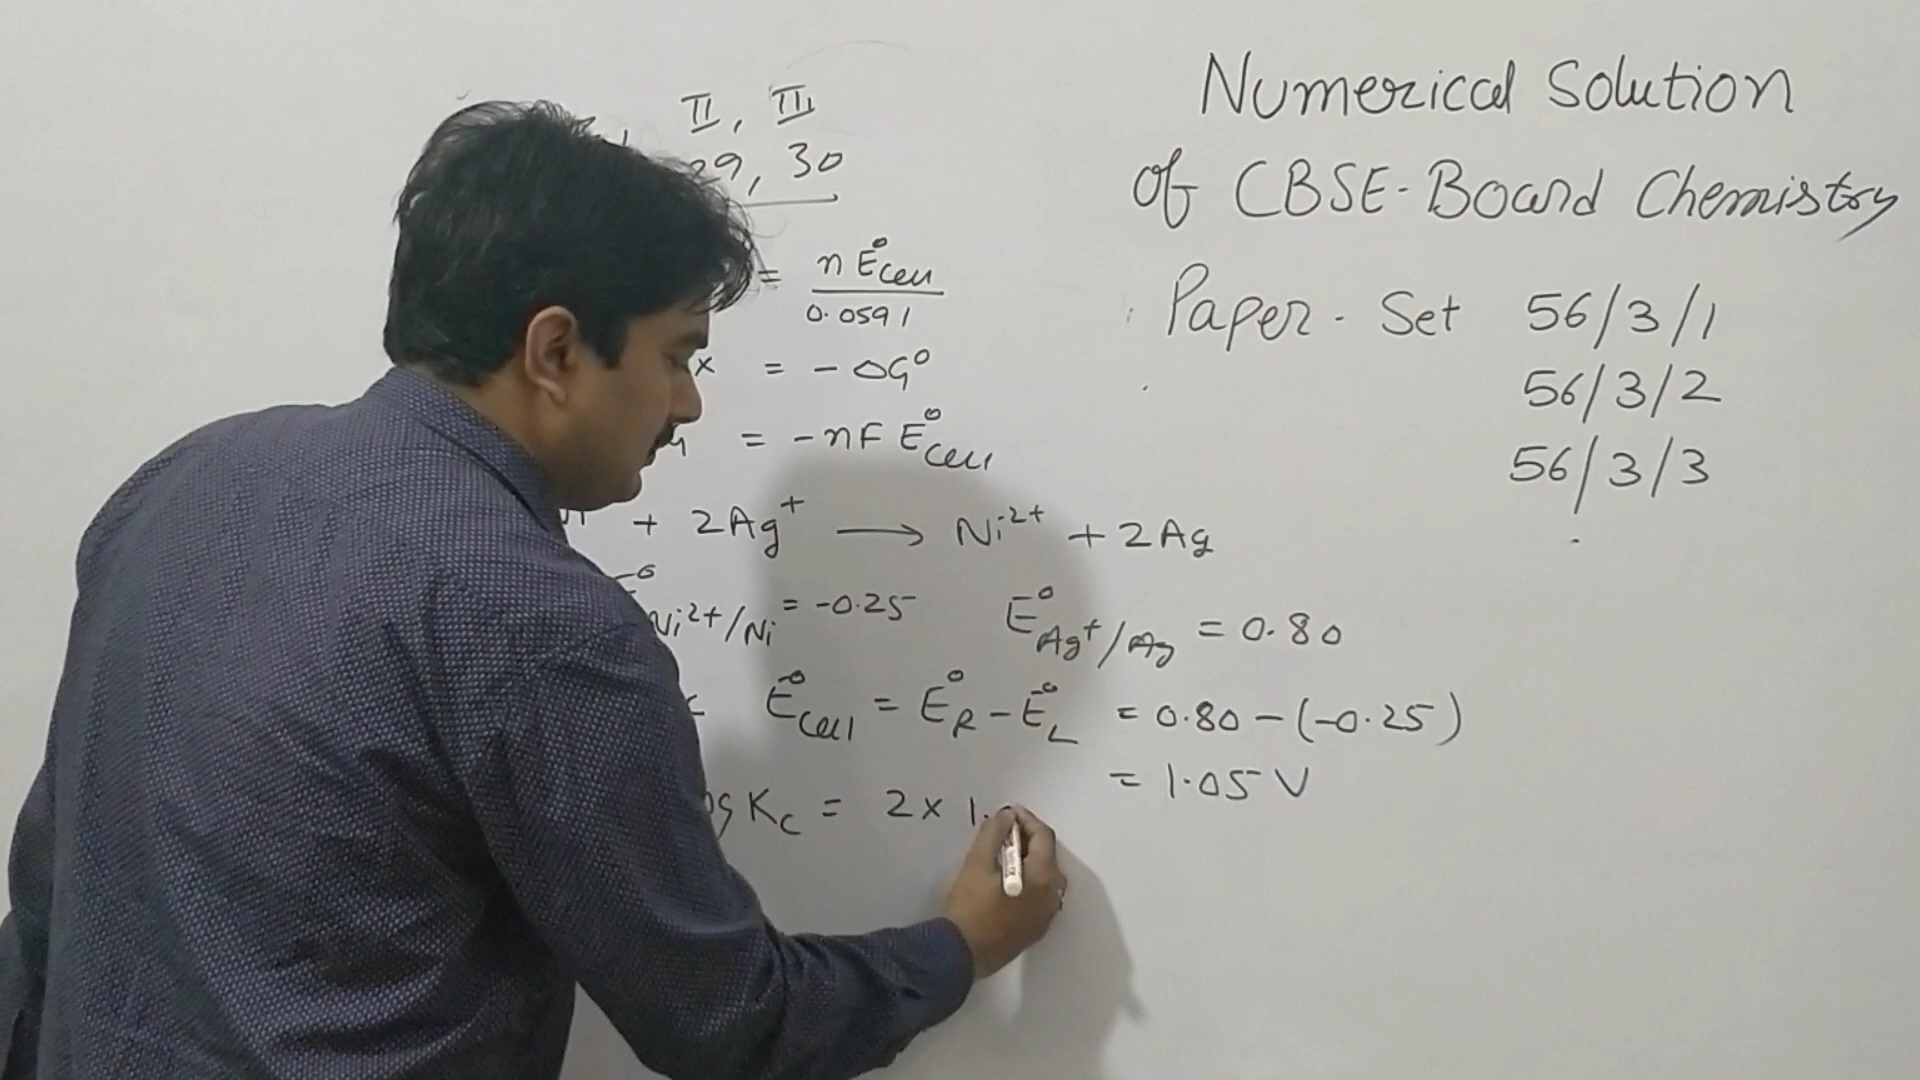 II, III
29, 30
= nE°cell
0.0591
x = - ΔG°
= -nFE°cell
+ 2Ag⁺ ⟶ Ni²⁺ + 2Ag
E°Ni²⁺/Ni = -0.25 E°Ag⁺/Ag = 0.80
E°cell = E°R - E°L = 0.80 - (-0.25)
= 1.05 V
Kc = 2 x 1.
Numerical Solution
of CBSE-Board Chemistry
Paper - Set 56/3/1
56/3/2
56/3/3